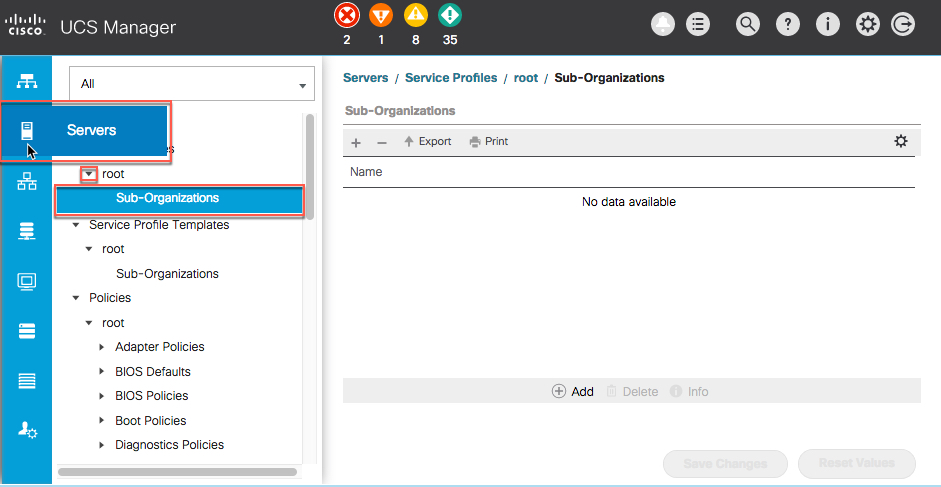 CISCO UCS Manager
2 1 8 35
All
Servers / Service Profiles / root / Sub-Organizations
Servers
Sub-Organizations
+ − Export Print
root
Name
Sub-Organizations
No data available
Service Profile Templates
root
Sub-Organizations
Policies
root
Adapter Policies
BIOS Defaults
BIOS Policies
Boot Policies
Diagnostics Policies
Add Delete Info
Save Changes Reset Values